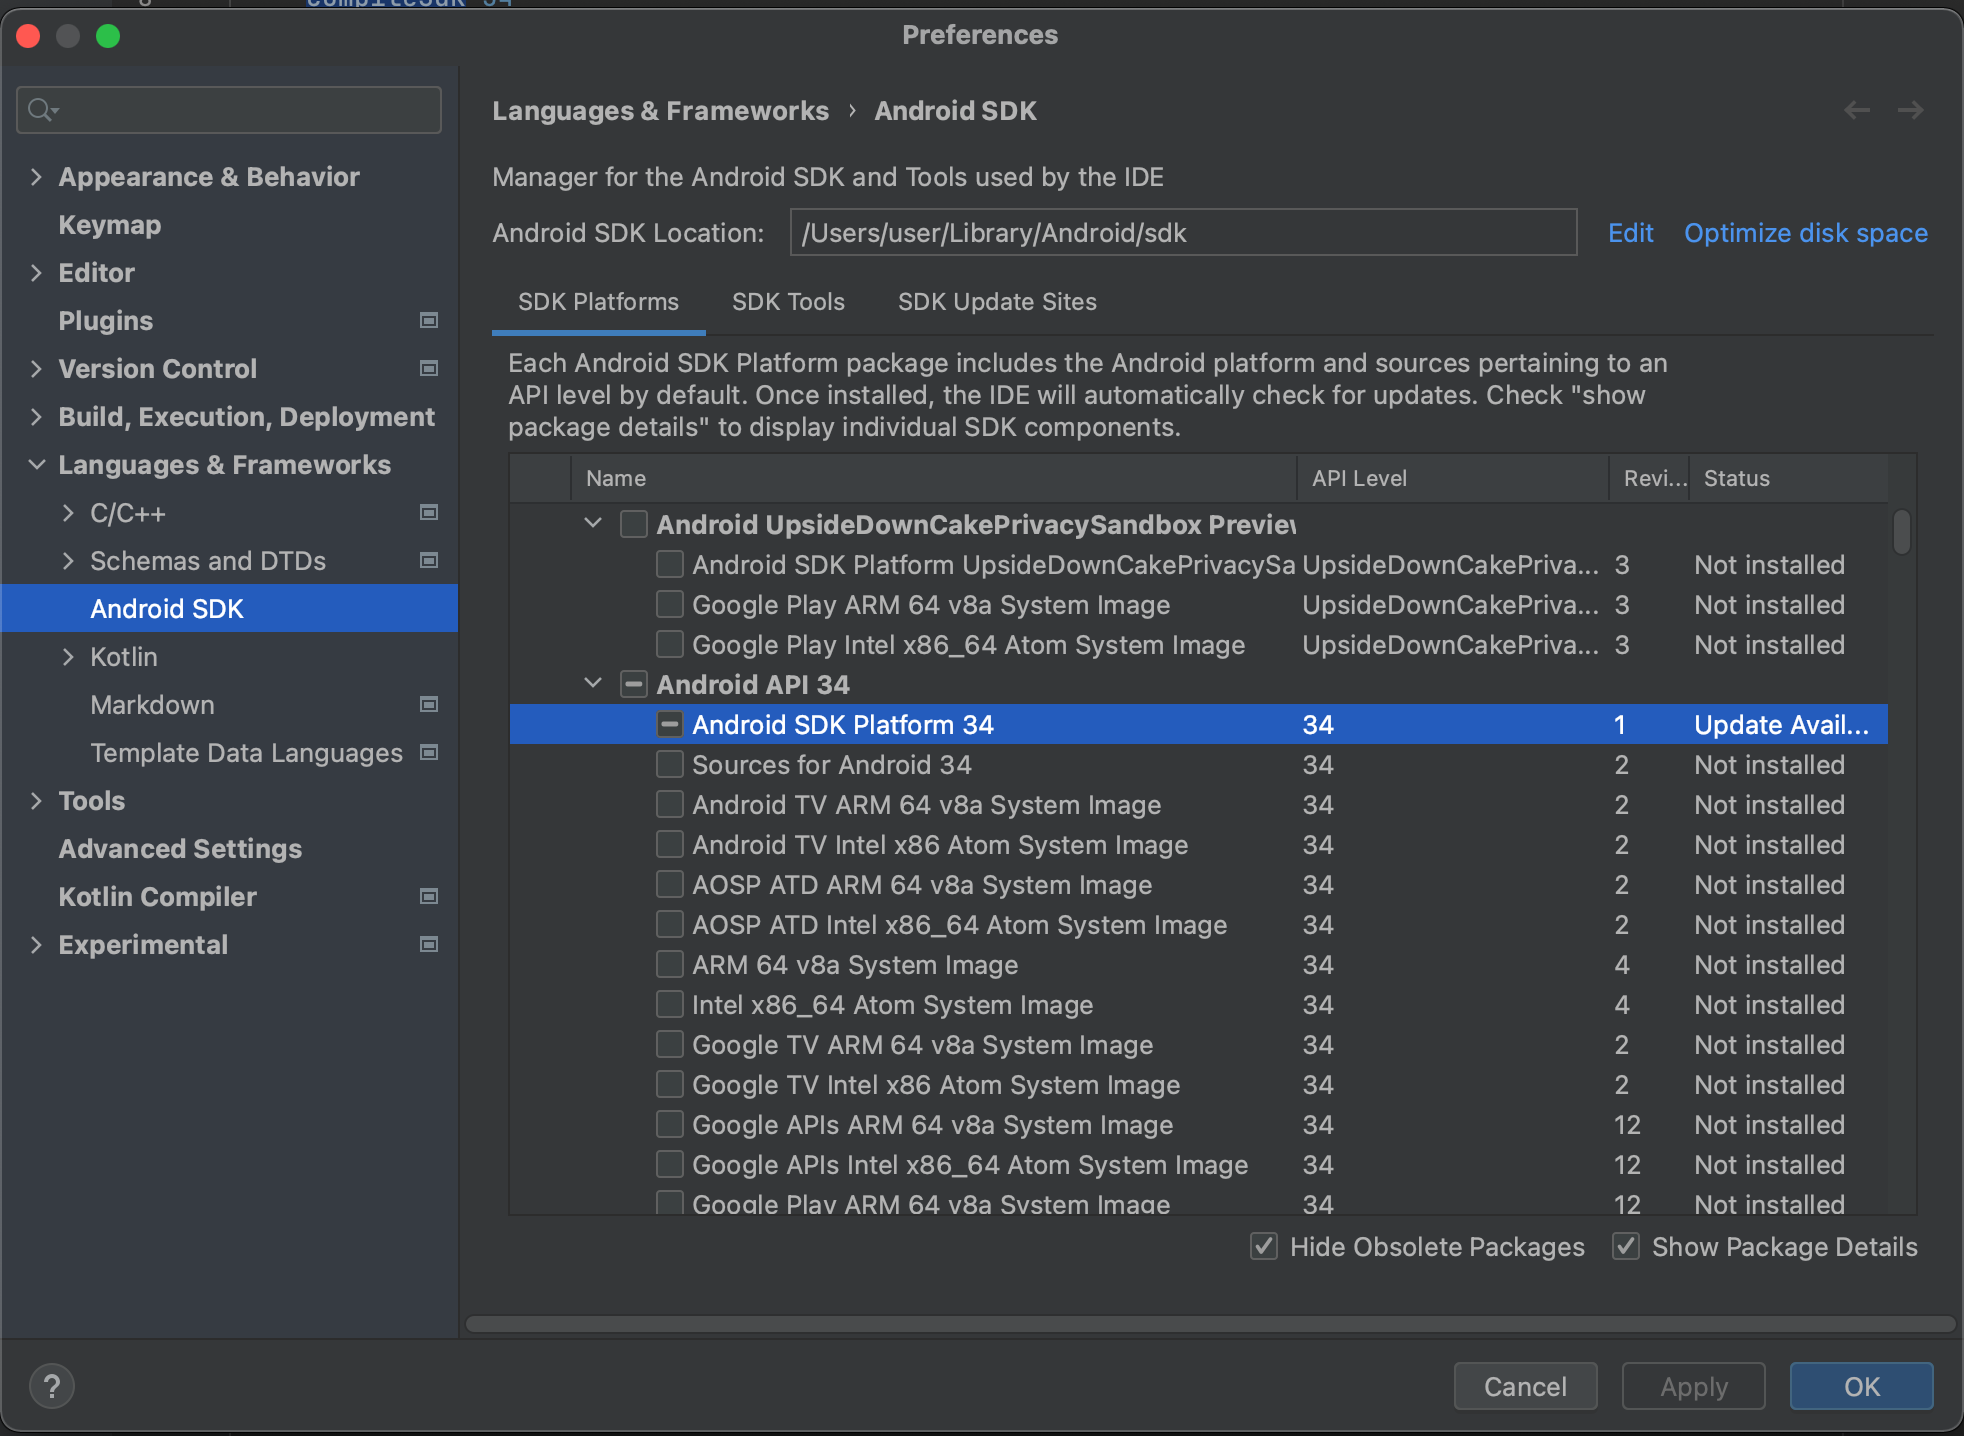 Preferences
Languages & Frameworks › Android SDK
Appearance & Behavior
Keymap
Editor
Plugins
Version Control
Build, Execution, Deployment
Languages & Frameworks
C/C++
Schemas and DTDs
Android SDK
Kotlin
Markdown
Template Data Languages
Tools
Advanced Settings
Kotlin Compiler
Experimental
Manager for the Android SDK and Tools used by the IDE
Android SDK Location: /Users/user/Library/Android/sdk Edit Optimize disk space
SDK Platforms SDK Tools SDK Update Sites
Each Android SDK Platform package includes the Android platform and sources pertaining to an
API level by default. Once installed, the IDE will automatically check for updates. Check "show
package details" to display individual SDK components.
Name API Level Revi... Status
Android UpsideDownCakePrivacySandbox Preview
Android SDK Platform UpsideDownCakePrivacySa UpsideDownCakePriva... 3 Not installed
Google Play ARM 64 v8a System Image UpsideDownCakePriva... 3 Not installed
Google Play Intel x86_64 Atom System Image UpsideDownCakePriva... 3 Not installed
Android API 34
Android SDK Platform 34 34 1 Update Avail...
Sources for Android 34 34 2 Not installed
Android TV ARM 64 v8a System Image 34 2 Not installed
Android TV Intel x86 Atom System Image 34 2 Not installed
AOSP ATD ARM 64 v8a System Image 34 2 Not installed
AOSP ATD Intel x86_64 Atom System Image 34 2 Not installed
ARM 64 v8a System Image 34 4 Not installed
Intel x86_64 Atom System Image 34 4 Not installed
Google TV ARM 64 v8a System Image 34 2 Not installed
Google TV Intel x86 Atom System Image 34 2 Not installed
Google APIs ARM 64 v8a System Image 34 12 Not installed
Google APIs Intel x86_64 Atom System Image 34 12 Not installed
Google Play ARM 64 v8a System Image 34 12 Not installed
Hide Obsolete Packages Show Package Details
? Cancel Apply OK